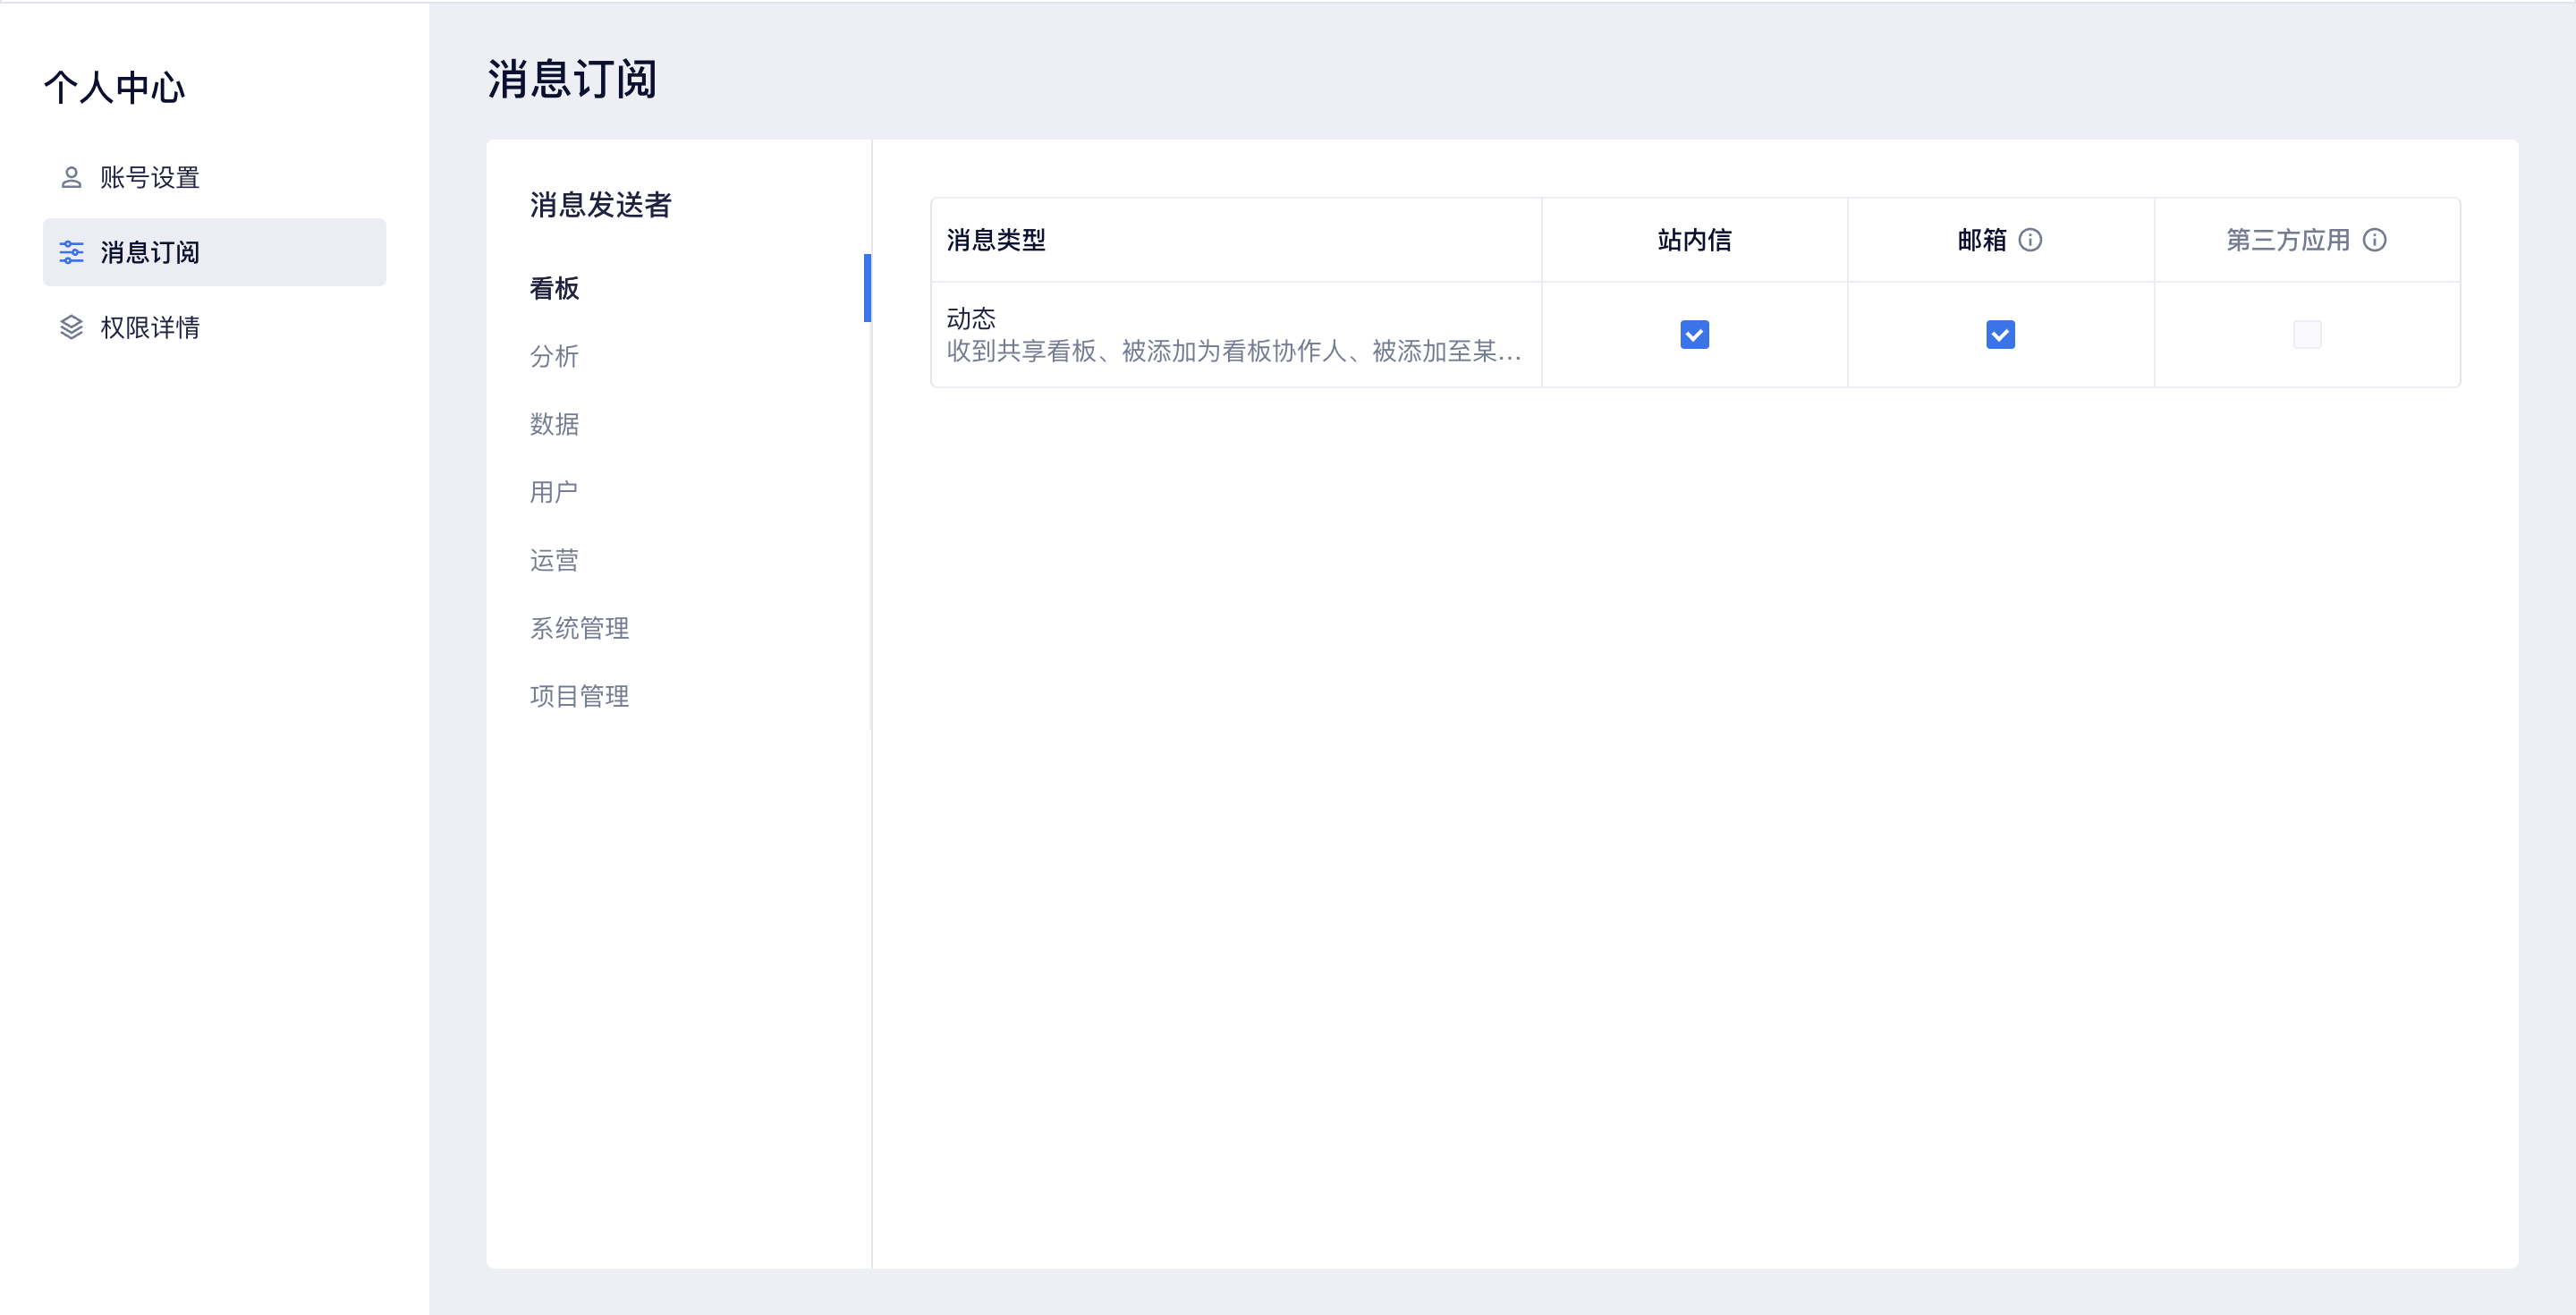 个人中心
账号设置
消息订阅
权限详情
消息订阅
消息发送者
看板
分析
数据
用户
运营
系统管理
项目管理
消息类型
站内信
邮箱
第三方应用
动态
收到共享看板、被添加为看板协作人、被添加至某...